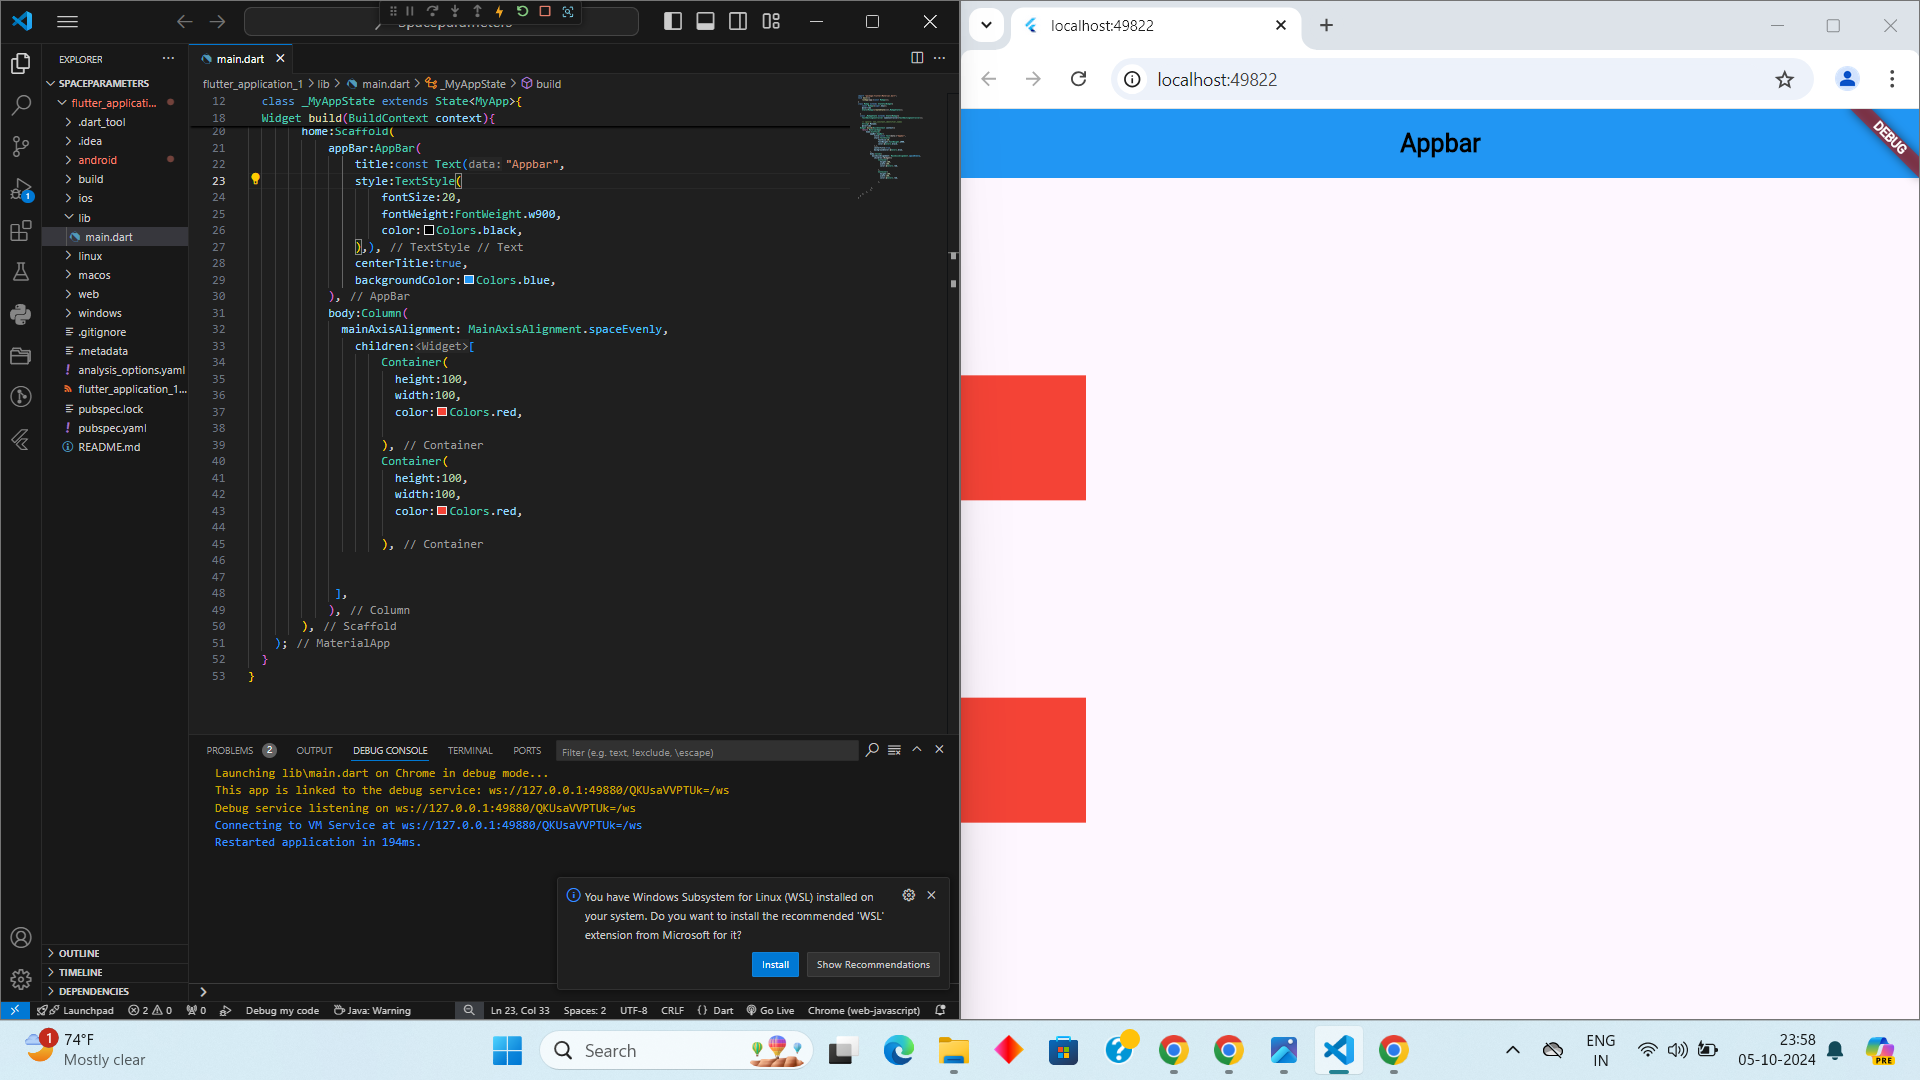 Spaceparameters
EXPLORER
SPACEPARAMETERS
flutter_applicati...
.dart_tool
.idea
android
build
ios
lib
main.dart
linux
macos
web
windows
.gitignore
.metadata
analysis_options.yaml
flutter_application_1...
pubspec.lock
pubspec.yaml
README.md
OUTLINE
TIMELINE
DEPENDENCIES
1
main.dart
flutter_application_1 > lib > main.dart > _MyAppState > build
12 class _MyAppState extends State<MyApp>{
18 Widget build(BuildContext context){
20 home:Scaffold(
21 appBar:AppBar(
22 title:const Text(data: "Appbar",
23 style:TextStyle(
24 fontSize:20,
25 fontWeight:FontWeight.w900,
26 color: Colors.black,
27 ),), // TextStyle // Text
28 centerTitle:true,
29 backgroundColor: Colors.blue,
30 ), // AppBar
31 body:Column(
32 mainAxisAlignment: MainAxisAlignment.spaceEvenly,
33 children:<Widget>[
34 Container(
35 height:100,
36 width:100,
37 color: Colors.red,
38
39 ), // Container
40 Container(
41 height:100,
42 width:100,
43 color: Colors.red,
44
45 ), // Container
46
47
48 ],
49 ), // Column
50 ), // Scaffold
51 ); // MaterialApp
52 }
53 }
PROBLEMS 2 OUTPUT DEBUG CONSOLE TERMINAL PORTS Filter (e.g. text, !exclude, \escape)
Launching lib\main.dart on Chrome in debug mode...
This app is linked to the debug service: ws://127.0.0.1:49880/QKUsaVVPTUk=/ws
Debug service listening on ws://127.0.0.1:49880/QKUsaVVPTUk=/ws
Connecting to VM Service at ws://127.0.0.1:49880/QKUsaVVPTUk=/ws
Restarted application in 194ms.
You have Windows Subsystem for Linux (WSL) installed on
your system. Do you want to install the recommended 'WSL'
extension from Microsoft for it?
Install Show Recommendations
Launchpad 2 0 0 Debug my code Java: Warning Ln 23, Col 33 Spaces: 2 UTF-8 CRLF {} Dart Go Live Chrome (web-javascript)
localhost:49822
localhost:49822
Appbar
DEBUG
1
74°F
Mostly clear
Search
ENG
IN
23:58
05-10-2024
PRE